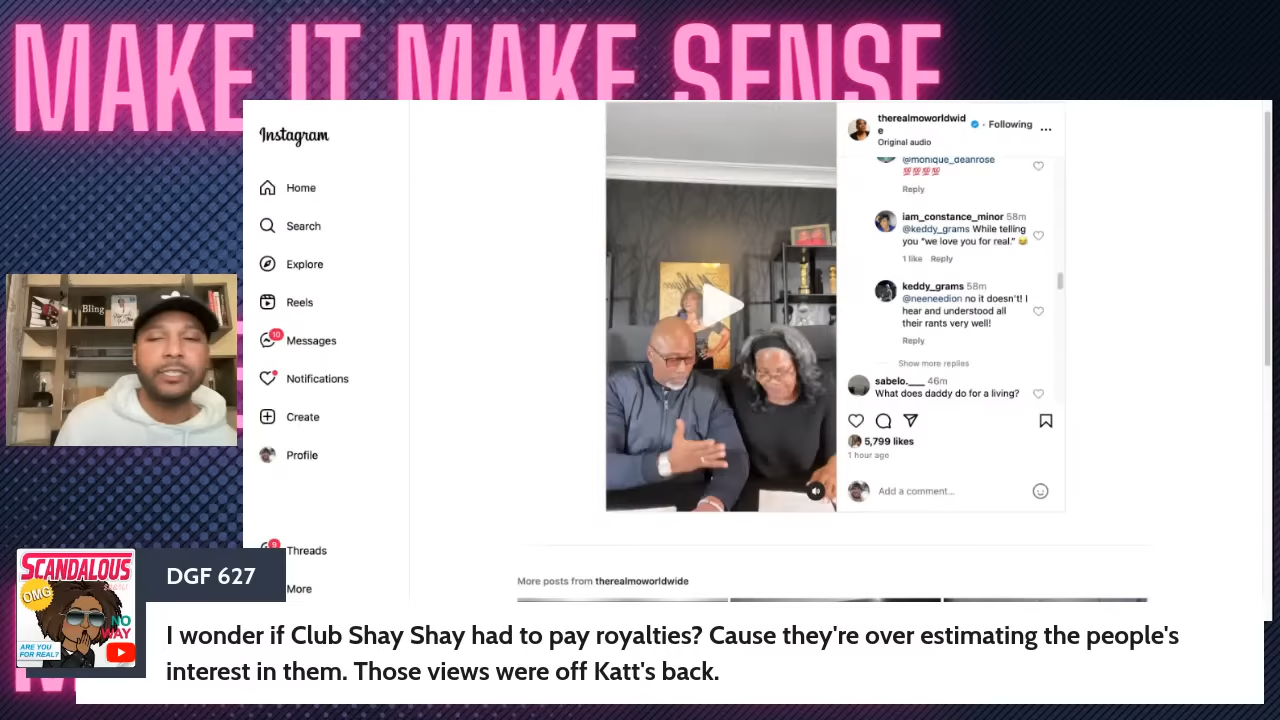 MAKE IT MAKE SENSE
Instagram
Home
Search
Explore
Reels
10
Messages
Notifications
Create
Profile
9
Threads
More
therealmoworldwid
e
Following
Original audio
@monique_deanrose
💯💯💯💯
Reply
iam_constance_minor 58m
@keddy_grams While telling
you "we love you for real." 😂
1 like Reply
keddy_grams 58m
@neeneedion no it doesn't! I
hear and understood all
their rants very well!
Reply
Show more replies
sabelo.___ 46m
What does daddy do for a living?
5,799 likes
1 hour ago
Add a comment...
More posts from therealmoworldwide
Bling
SCANDALOUS
OMG
NO
WAY
ARE YOU
FOR REAL?
DGF 627
I wonder if Club Shay Shay had to pay royalties? Cause they're over estimating the people's
interest in them. Those views were off Katt's back.